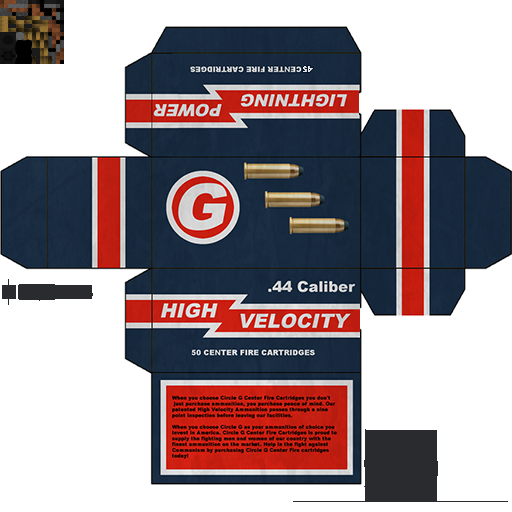 45 CENTER FIRE CARTRIDGES
LIGHTNING
POWER
G
.44 Caliber
HIGH
VELOCITY
50 CENTER FIRE CARTRIDGES
When you choose Circle G Center Fire Cartridges you don't
just purchase ammunition, you purchase peace of mind. Our
patented High Velocity Ammunition passes through a nine
point inspection before leaving our facilities.
When you choose Circle G as your ammunition of choice you
invest in America. Circle G Center Fire Cartridges is proud to
supply the fighting men and women of our country with the
finest ammunition on the market. Help in the fight against
Communism by purchasing Circle G Center Fire cartridges
today!